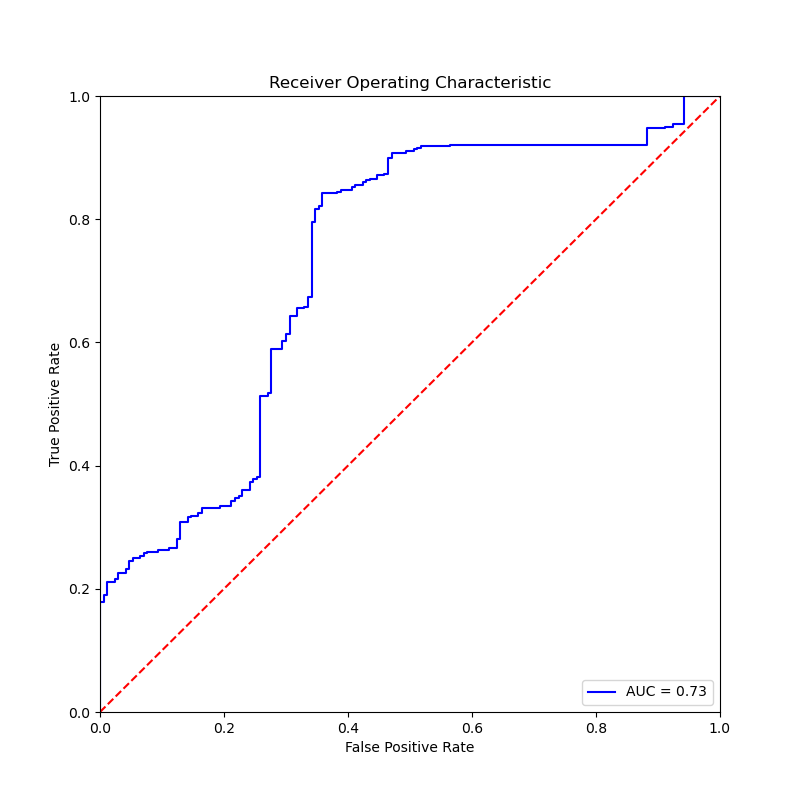 Receiver Operating Characteristic
1.0
0.8
0.6
0.4
0.2
0.0
True Positive Rate
AUC = 0.73
0.0 0.2 0.4 0.6 0.8 1.0
False Positive Rate